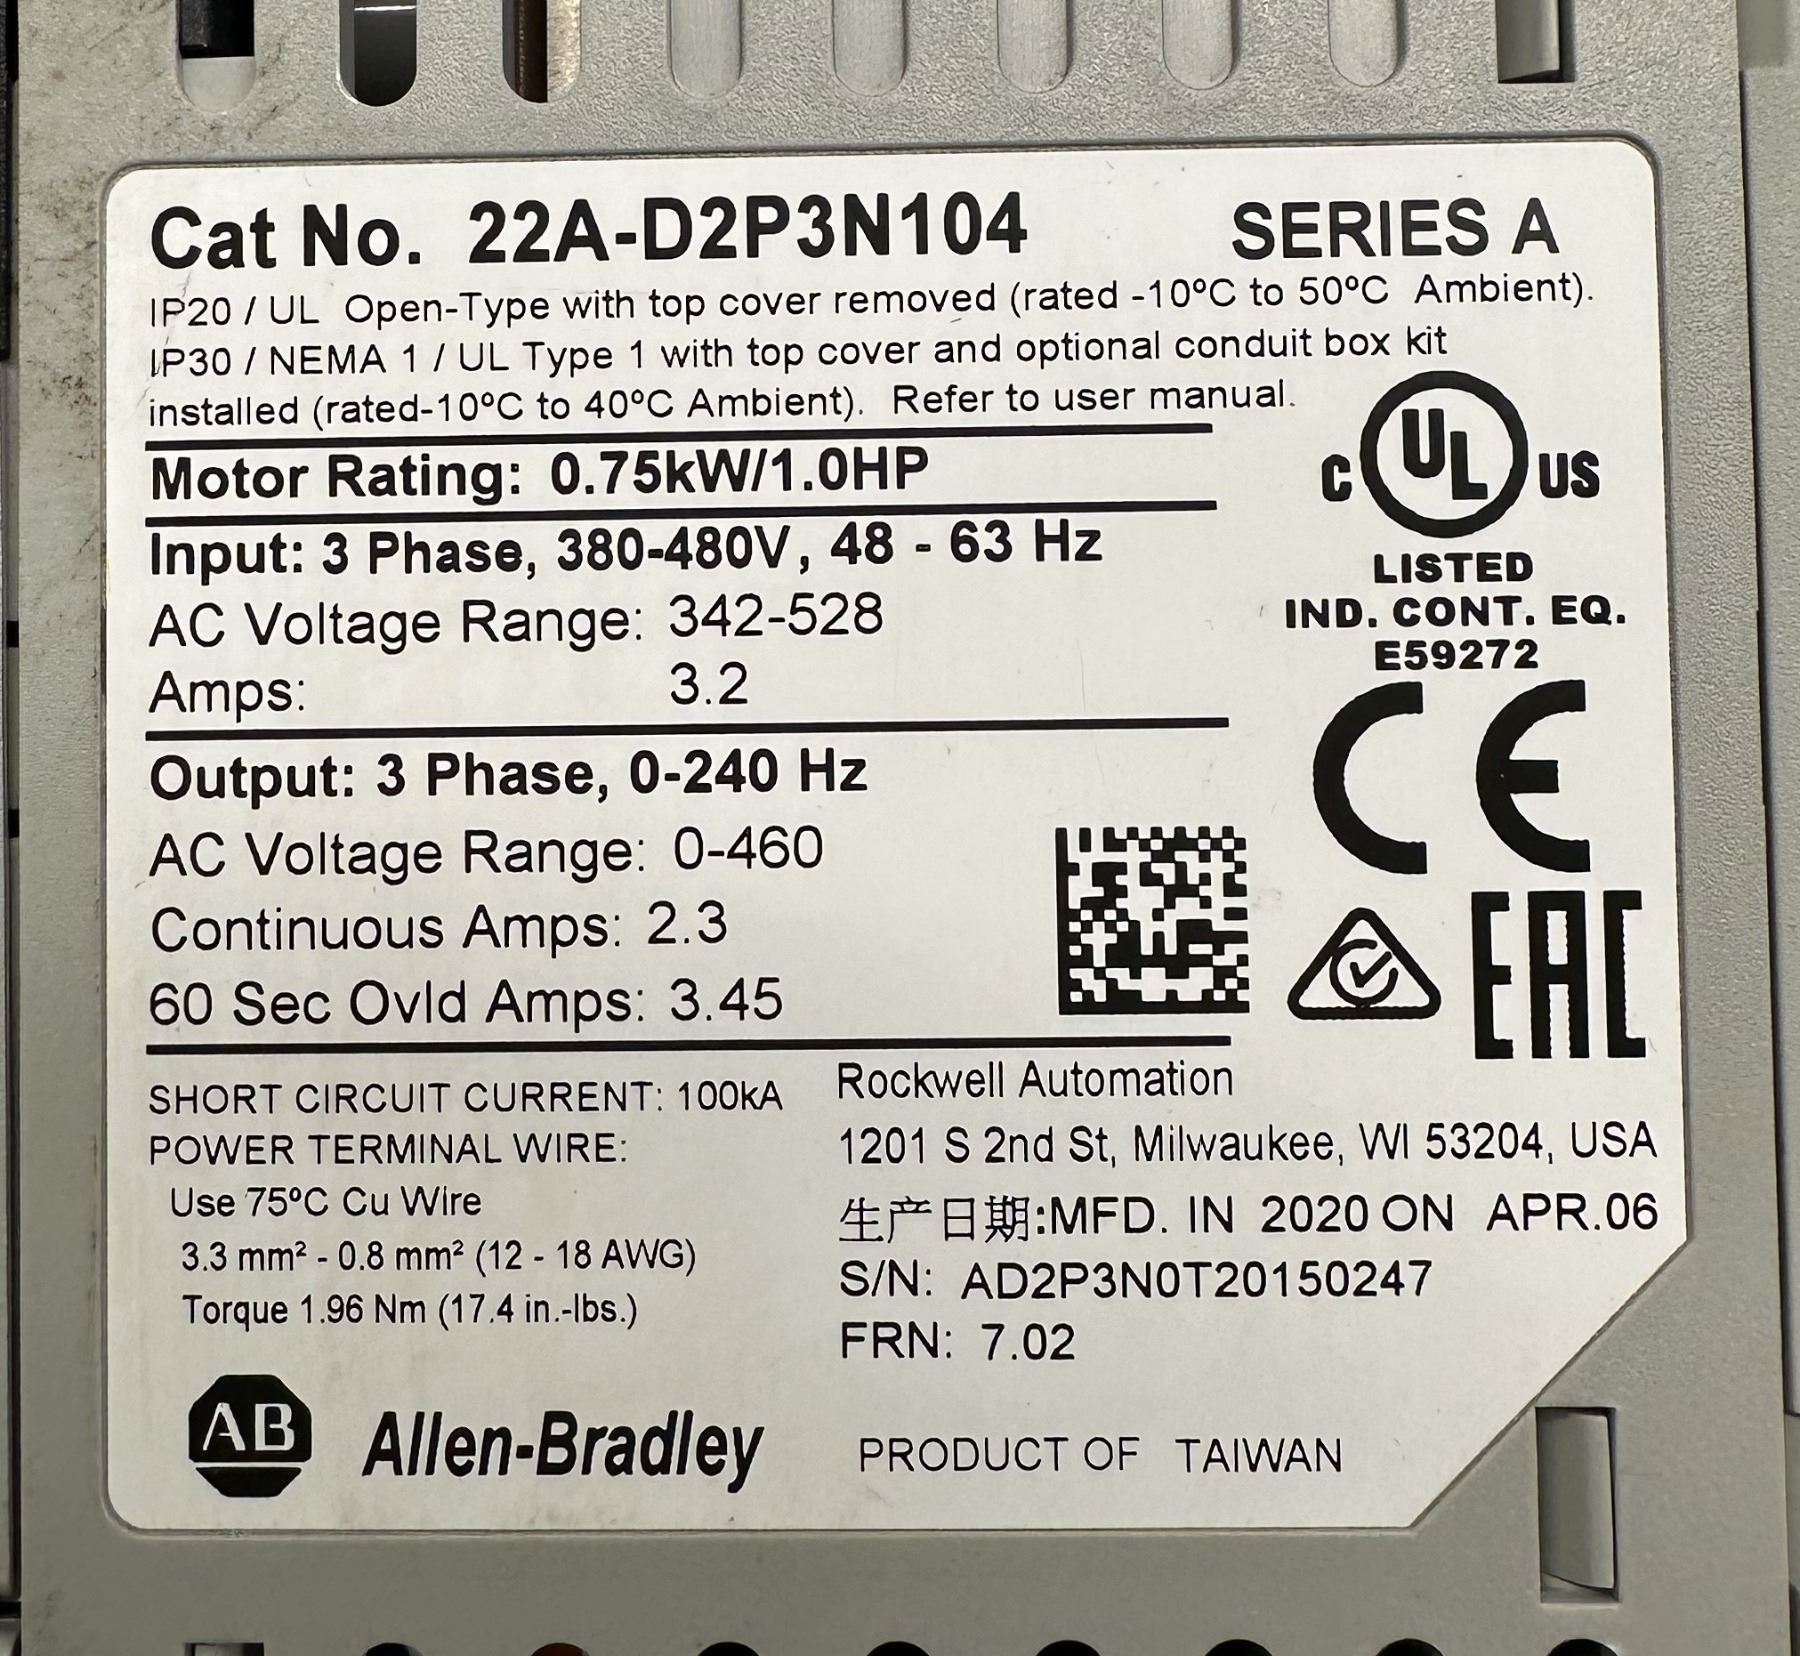 Cat No. 22A-D2P3N104 SERIES A
IP20 / UL Open-Type with top cover removed (rated -10ºC to 50ºC Ambient).
IP30 / NEMA 1 / UL Type 1 with top cover and optional conduit box kit
installed (rated-10ºC to 40ºC Ambient). Refer to user manual.
Motor Rating: 0.75kW/1.0HP
Input: 3 Phase, 380-480V, 48 - 63 Hz
AC Voltage Range: 342-528
Amps: 3.2
C UL US
LISTED
IND. CONT. EQ.
E59272
CE
Output: 3 Phase, 0-240 Hz
AC Voltage Range: 0-460
Continuous Amps: 2.3
60 Sec Ovld Amps: 3.45
EAC
SHORT CIRCUIT CURRENT: 100kA
POWER TERMINAL WIRE:
Use 75ºC Cu Wire
3.3 mm² - 0.8 mm² (12 - 18 AWG)
Torque 1.96 Nm (17.4 in.-lbs.)
Rockwell Automation
1201 S 2nd St, Milwaukee, WI 53204, USA
生产日期:MFD. IN 2020 ON APR.06
S/N: AD2P3N0T20150247
FRN: 7.02
AB Allen-Bradley
PRODUCT OF TAIWAN